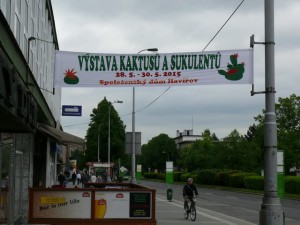 VÝSTAVA KAKTUSŮ A SUKULENTŮ
28. 5. - 30. 5. 2015
Společenský dům Havířov